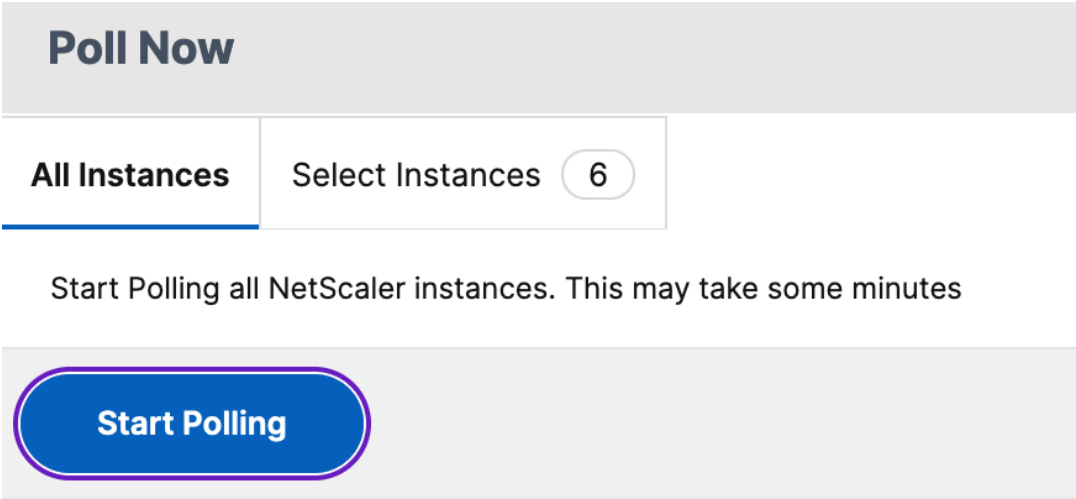 Poll Now
All Instances
Select Instances 6
Start Polling all NetScaler instances. This may take some minutes
Start Polling